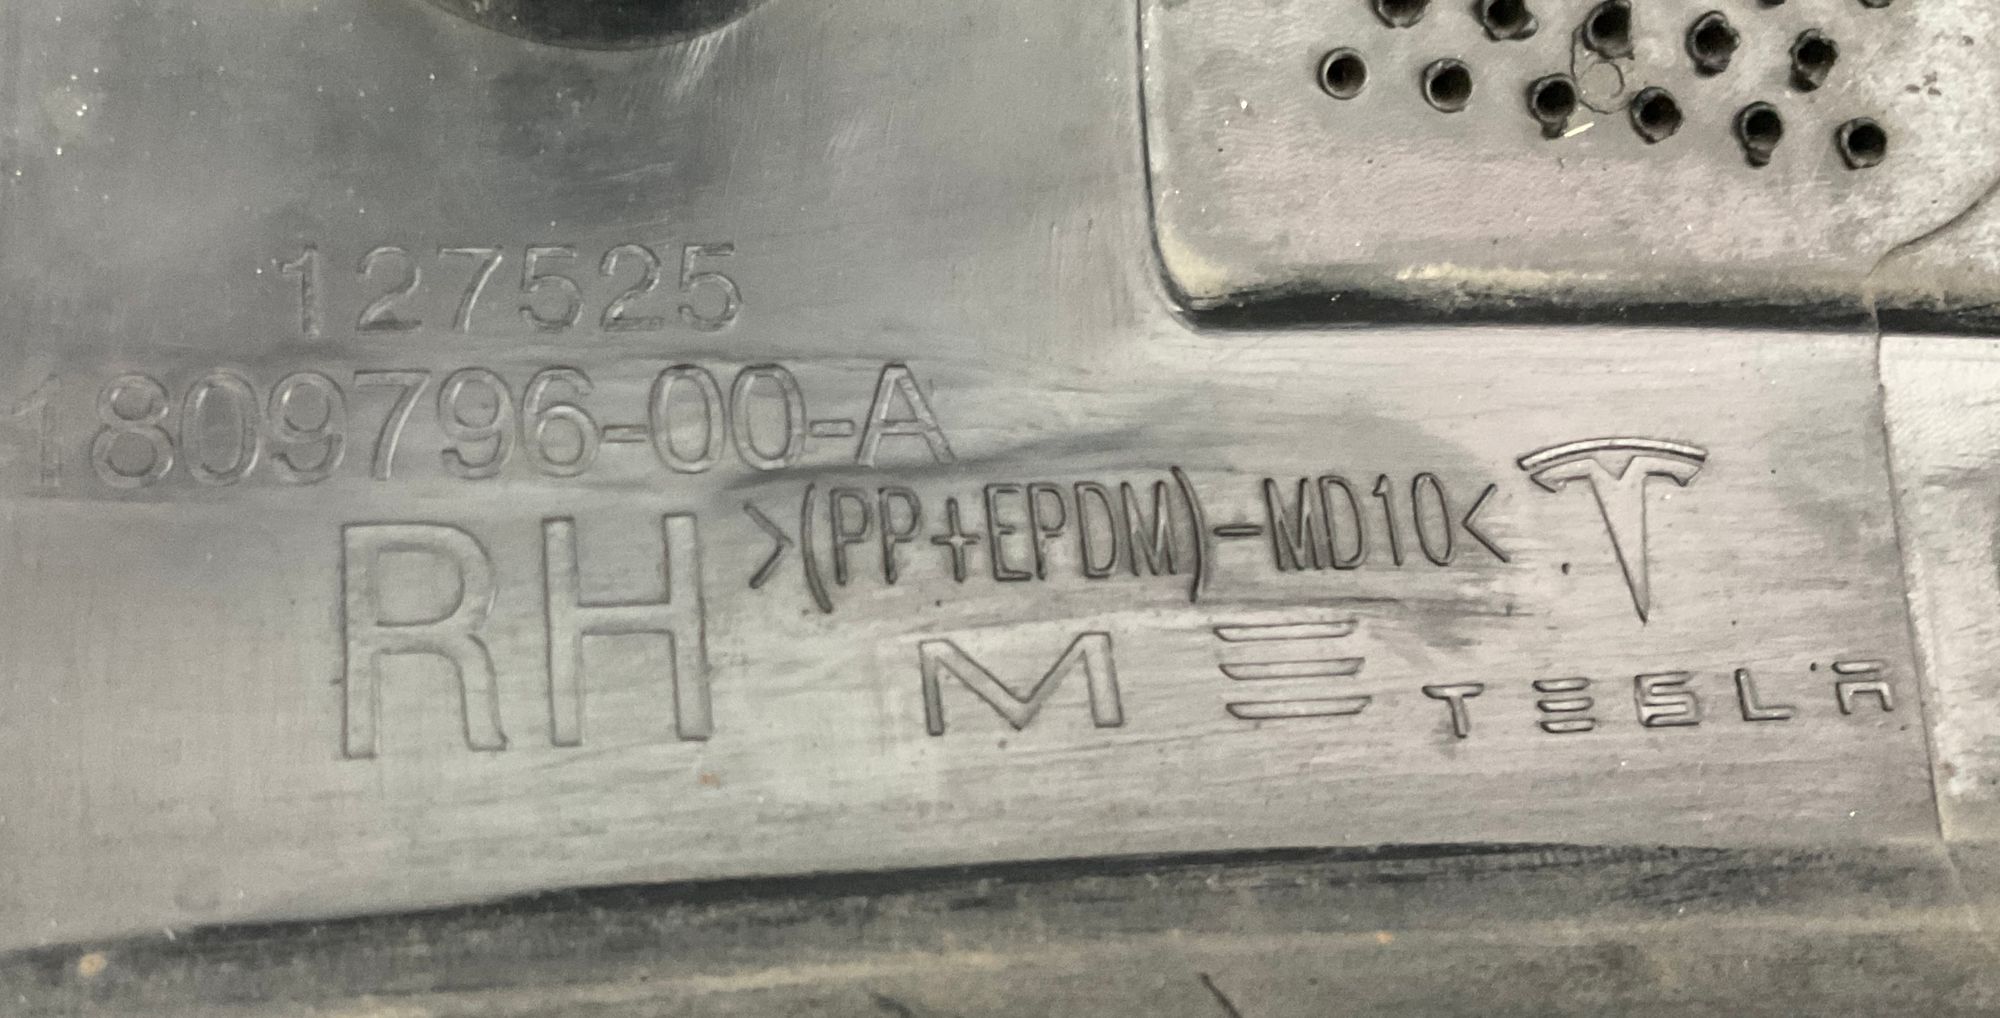 127525
1809796-00-A
RH >(PP+EPDM)-MD10<
M Ξ TESLA